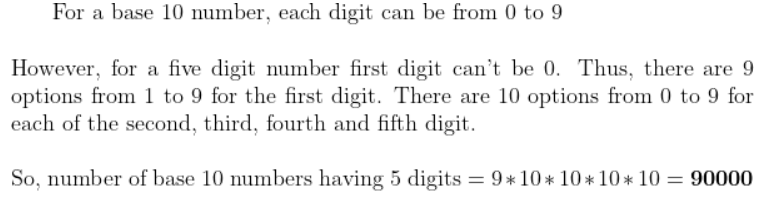 For a base 10 number, each digit can be from 0 to 9
However, for a five digit number first digit can't be 0. Thus, there are 9
options from 1 to 9 for the first digit. There are 10 options from 0 to 9 for
each of the second, third, fourth and fifth digit.
So, number of base 10 numbers having 5 digits = 9 * 10 * 10 * 10 * 10 = 90000